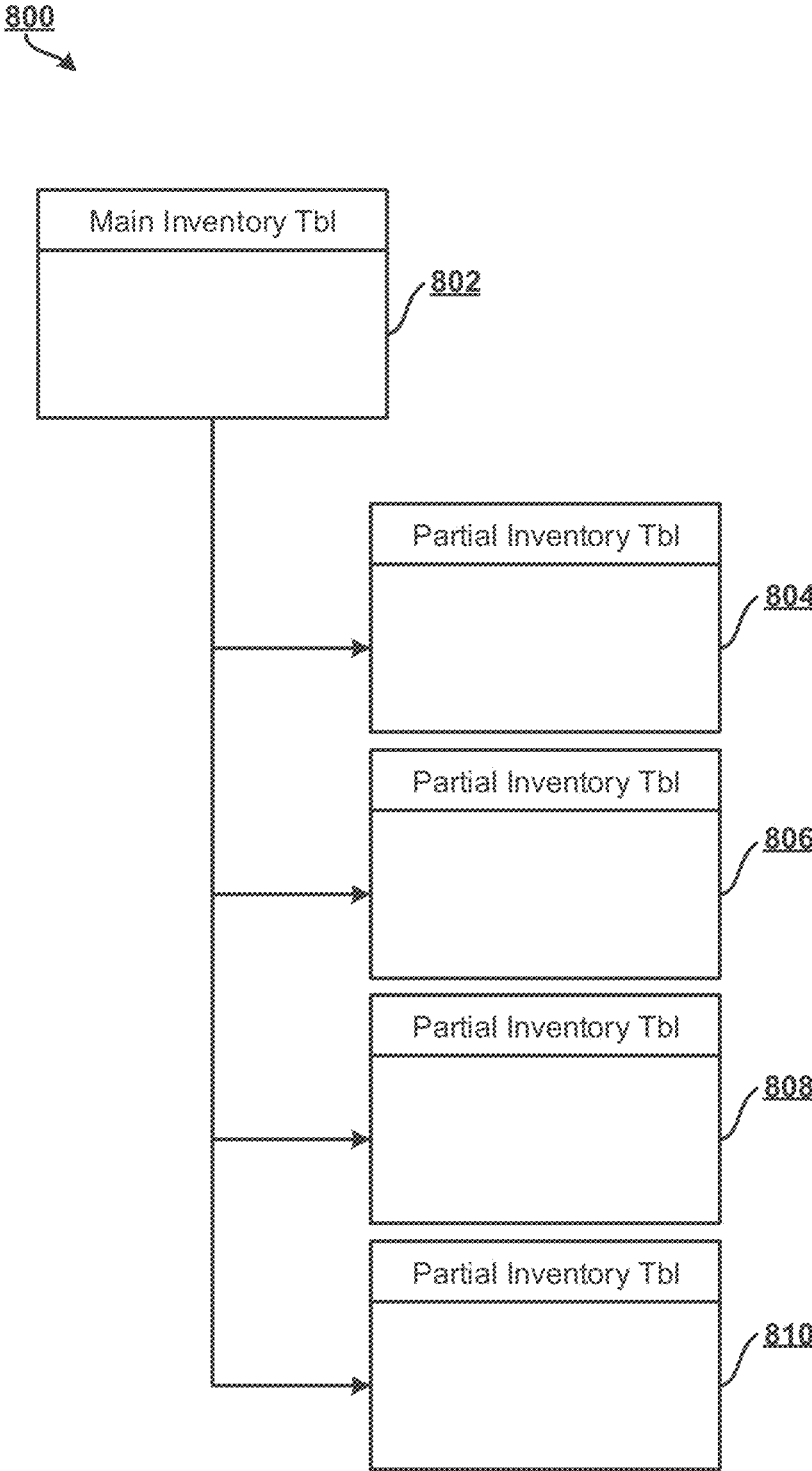 800
Main Inventory Tbl
802
Partial Inventory Tbl
804
Partial Inventory Tbl
806
Partial Inventory Tbl
808
Partial Inventory Tbl
810